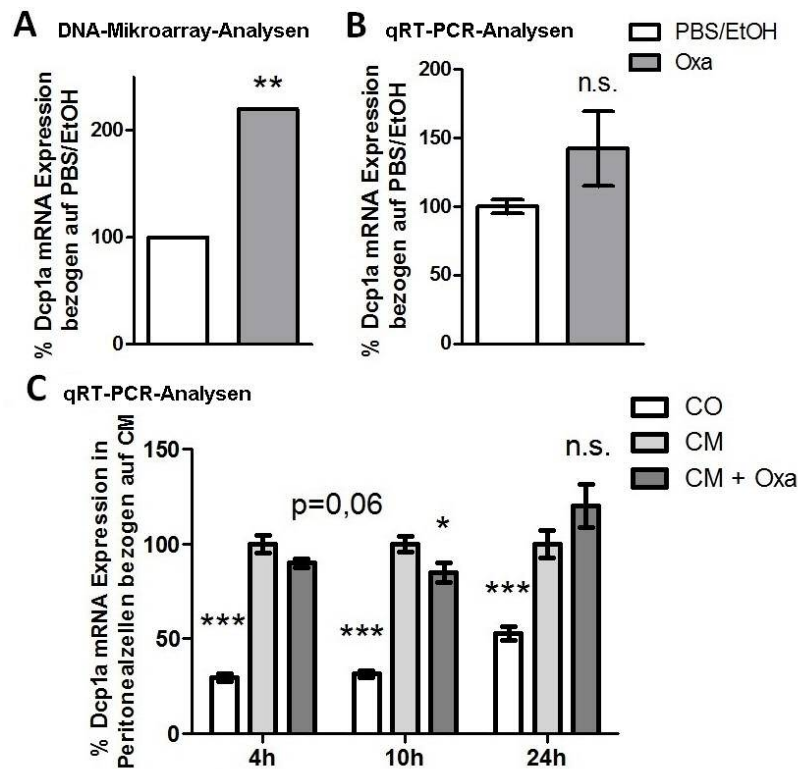 A DNA-Mikroarray-Analysen
% Dcp1a mRNA Expression
bezogen auf PBS/EtOH
200
100
0
**
B qRT-PCR-Analysen
% Dcp1a mRNA Expression
bezogen auf PBS/EtOH
200
150
100
50
0
n.s.
PBS/EtOH
Oxa
C qRT-PCR-Analysen
% Dcp1a mRNA Expression in
Peritonealzellen bezogen auf CM
150
100
50
0
***
p=0,06
***
*
***
n.s.
4h
10h
24h
CO
CM
CM + Oxa